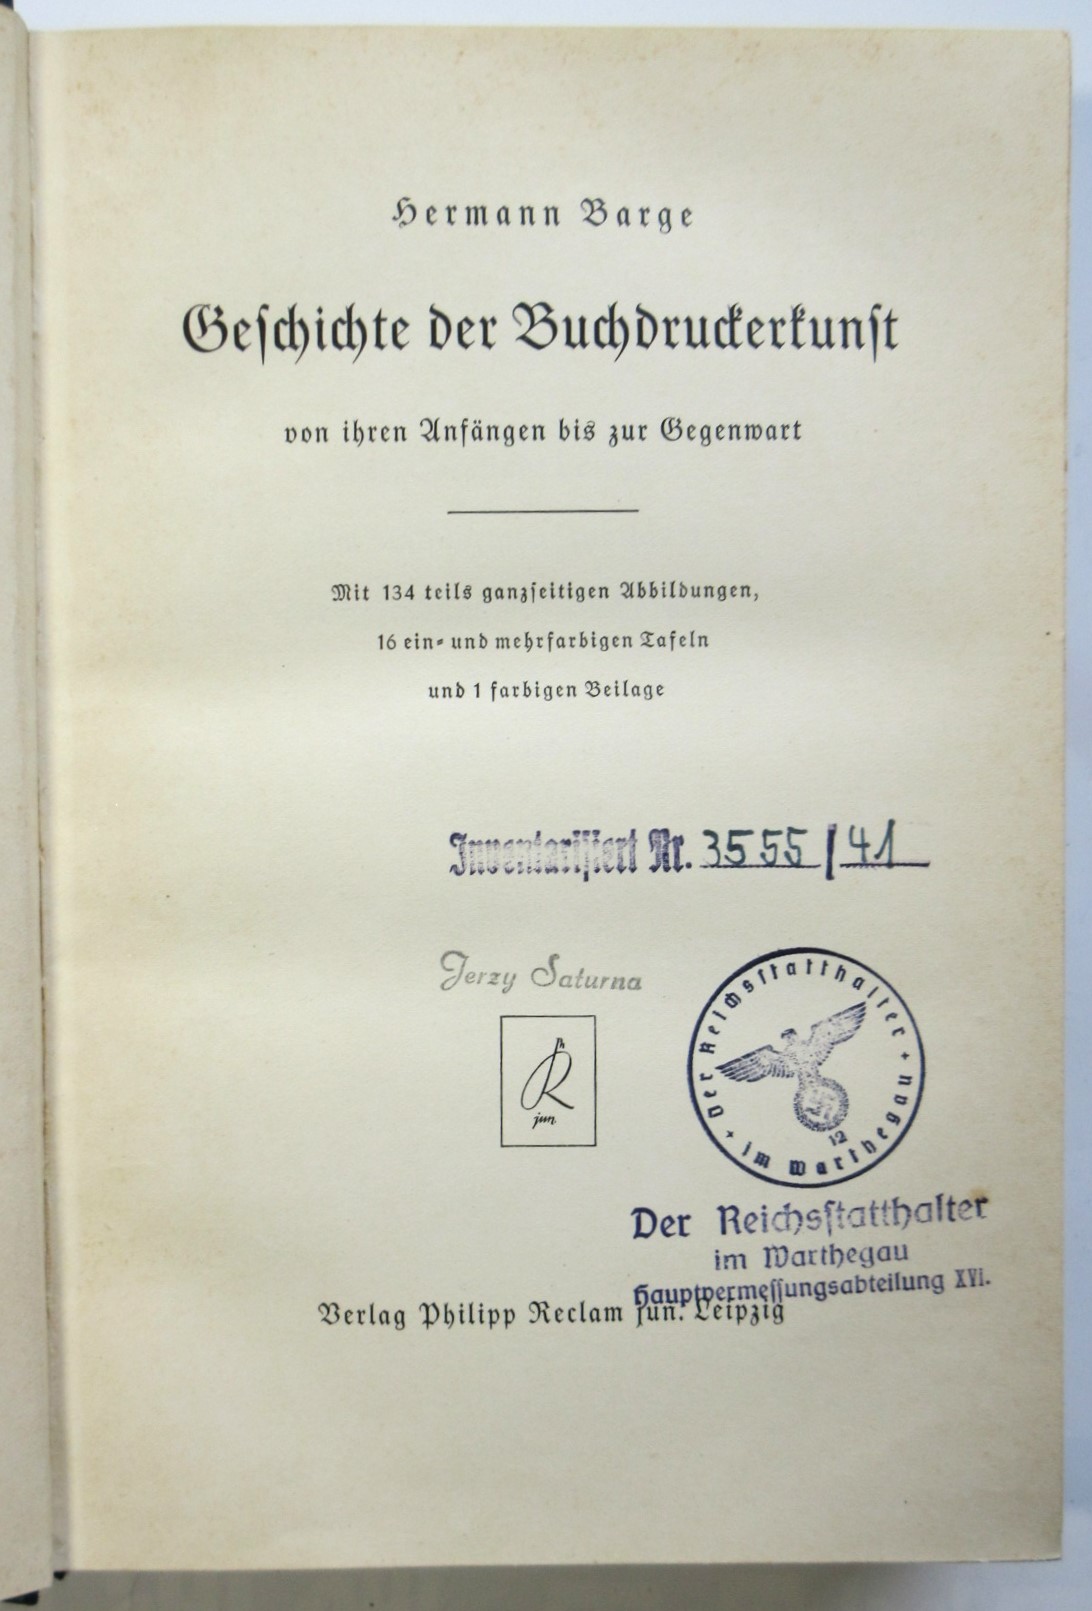 Hermann Barge
Geſchichte der Buchdruckerkunſt
von ihren Anfängen bis zur Gegenwart
Mit 134 teils ganzſeitigen Abbildungen,
16 ein= und mehrfarbigen Tafeln
und 1 farbigen Beilage
Inventariſiert Nr. 3555/41
Jerzy Saturna
Ph
R
jun.
Der Reichsſtatthalter + im Warthegau +
12
Der Reichsſtatthalter
im Warthegau
Hauptvermeſſungsabteilung XVI.
Verlag Philipp Reclam jun. Leipzig